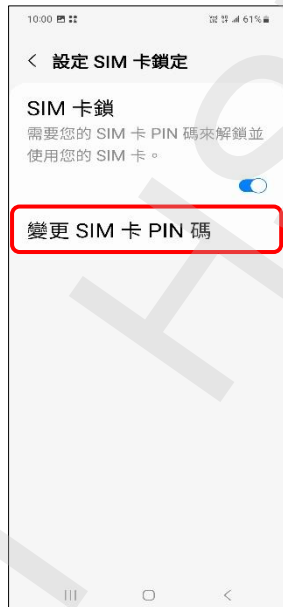 10:00
61%
設定 SIM 卡鎖定
SIM 卡鎖
需要您的 SIM 卡 PIN 碼來解鎖並
使用您的 SIM 卡。
變更 SIM 卡 PIN 碼